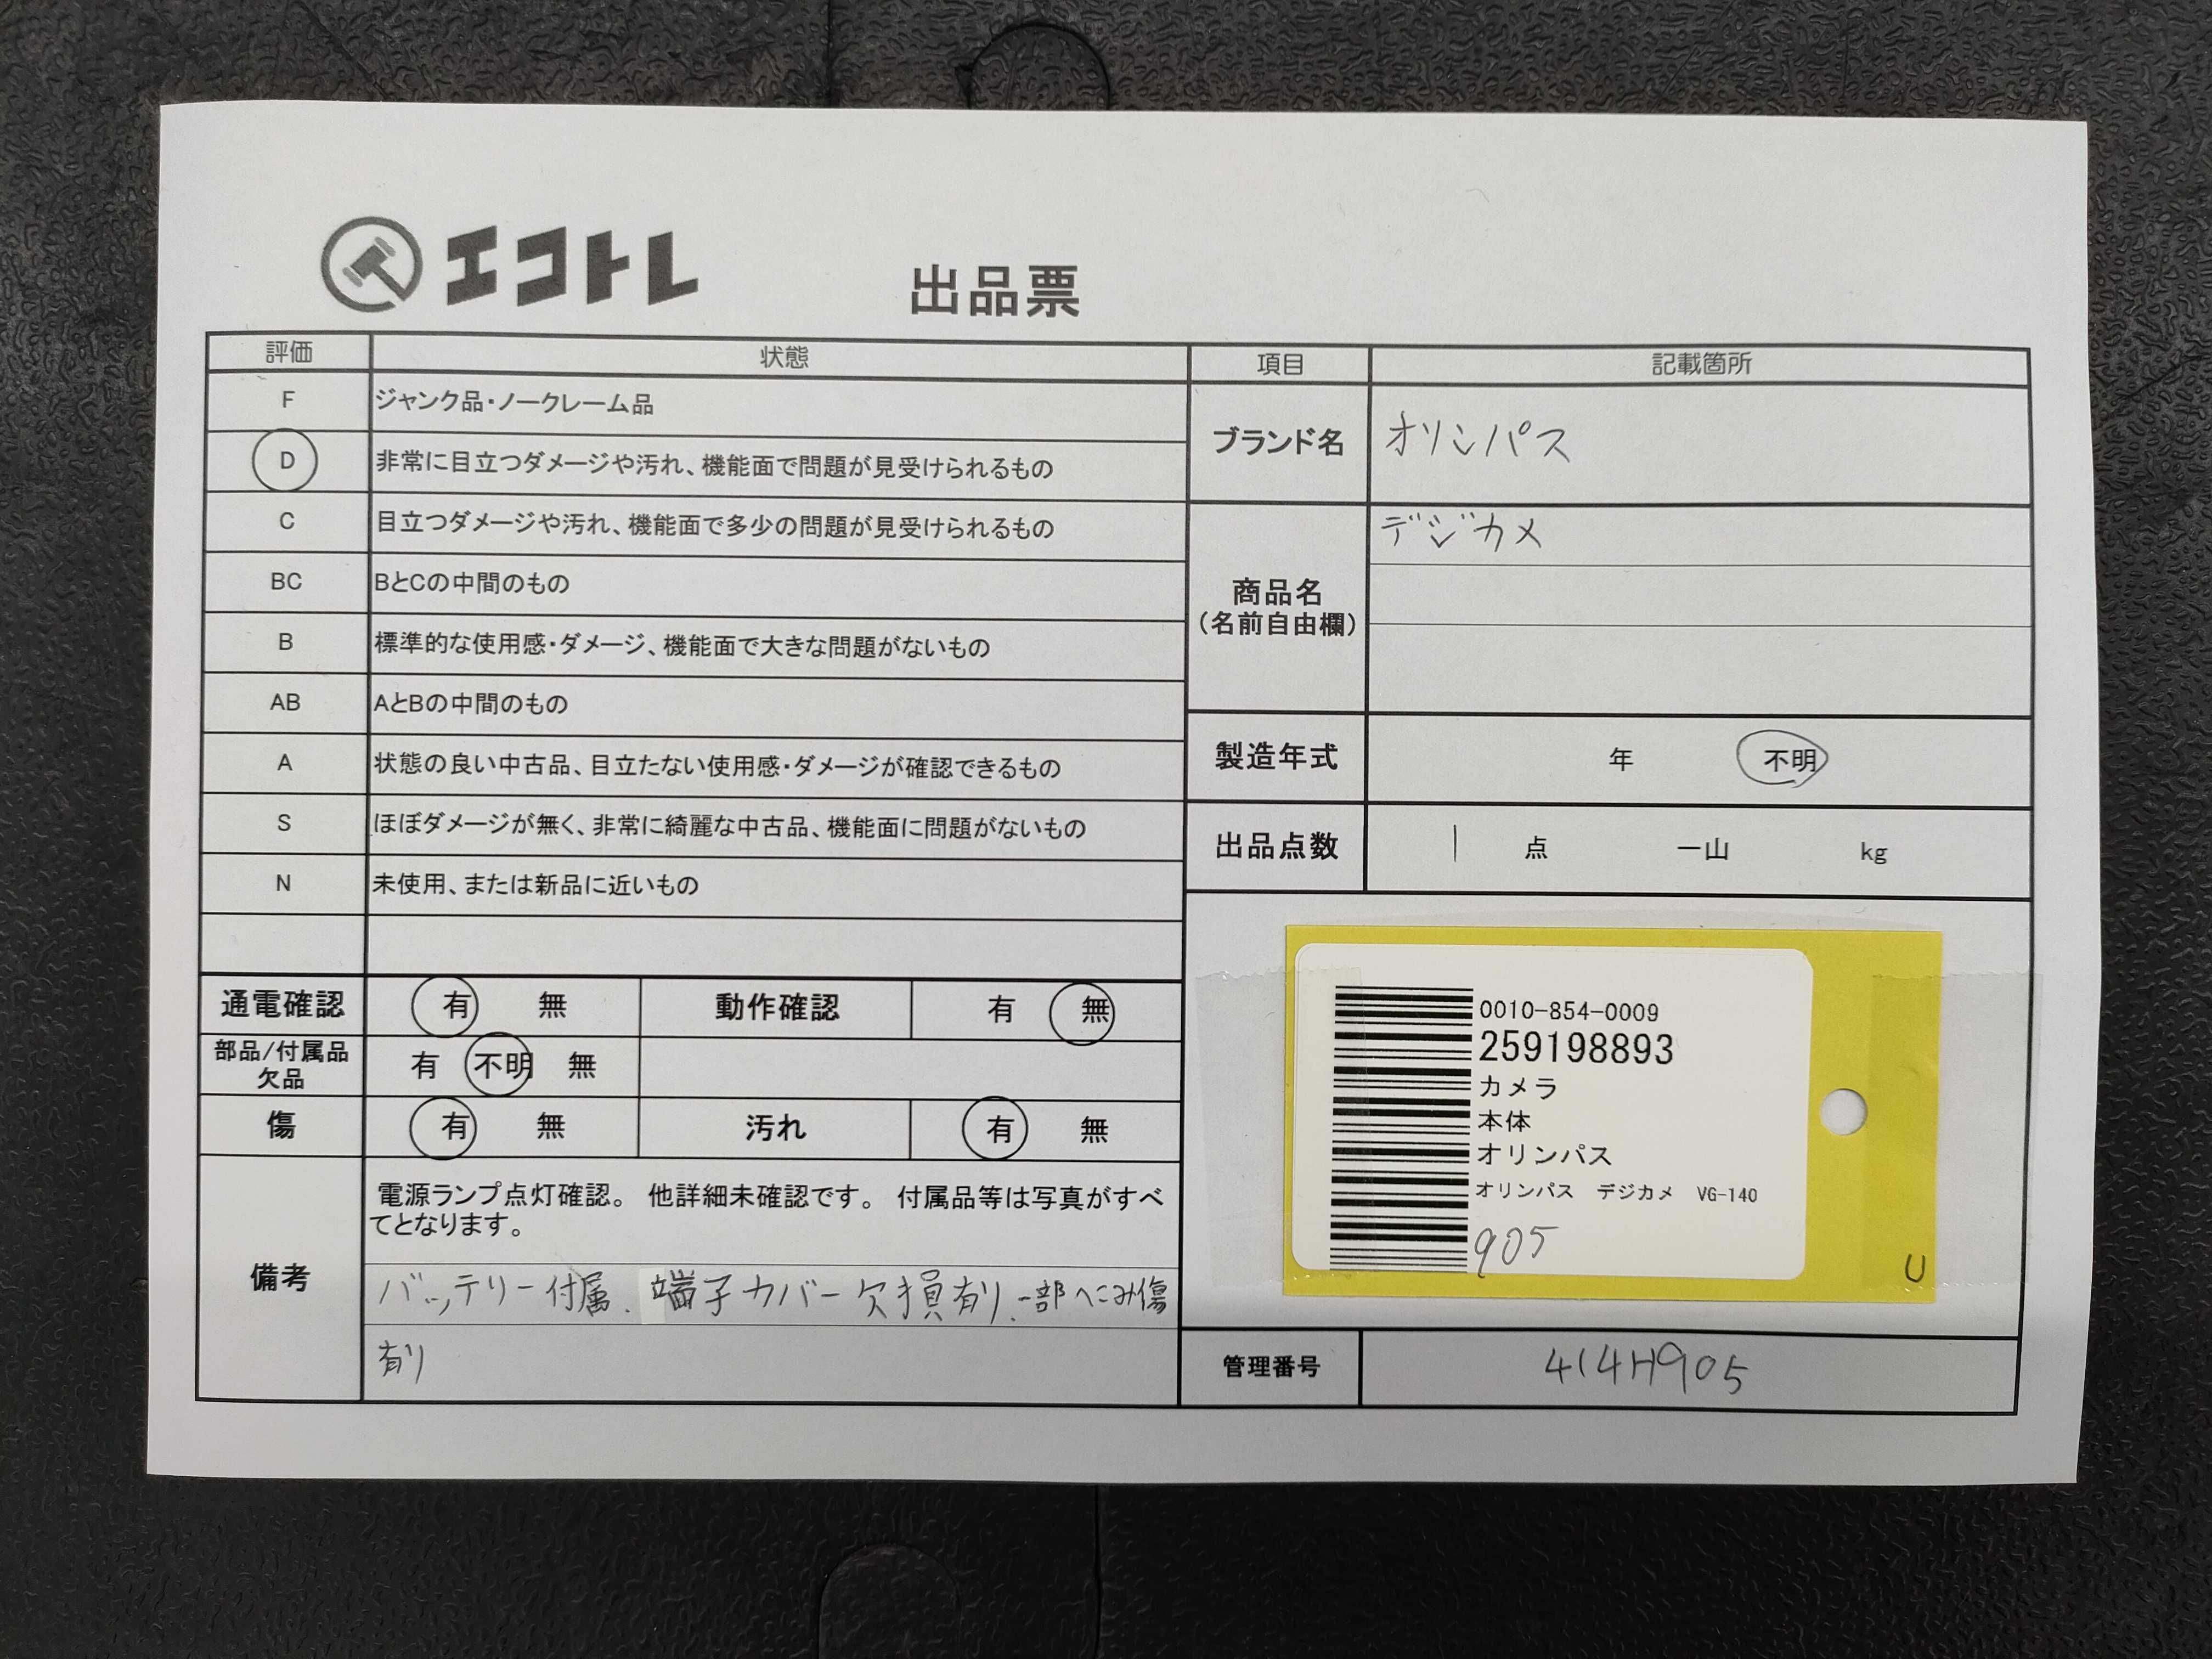 エコトレ
出品票
評価 状態
F ジャンク品・ノークレーム品
D 非常に目立つダメージや汚れ、機能面で問題が見受けられるもの
C 目立つダメージや汚れ、機能面で多少の問題が見受けられるもの
BC BとCの中間のもの
B 標準的な使用感・ダメージ、機能面で大きな問題がないもの
AB AとBの中間のもの
A 状態の良い中古品、目立たない使用感・ダメージが確認できるもの
S ほぼダメージが無く、非常に綺麗な中古品、機能面に問題がないもの
N 未使用、または新品に近いもの
通電確認 有 無 動作確認 有 無
部品/付属品
欠品 有 不明 無
傷 有 無 汚れ 有 無
備考
電源ランプ点灯確認。 他詳細未確認です。 付属品等は写真がすべ
てとなります。
バッテリー付属、端子カバー欠損有り、一部へこみ傷
有り
項目 記載箇所
ブランド名 オリンパス
商品名
(名前自由欄)
デジカメ
製造年式 年 不明
出品点数 1 点 一山 kg
0010-854-0009
259198893
カメラ
本体
オリンパス
オリンパス デジカメ VG-140
905
U
管理番号 414H905